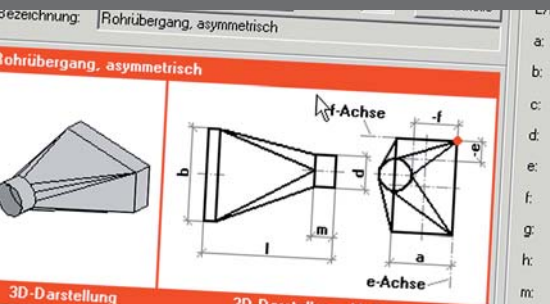 Bezeichnung: Rohrübergang, asymmetrisch
Rohrübergang, asymmetrisch
f-Achse
-f
-e
b
d
m
l
a
e-Achse
3D-Darstellung
a:
b:
c:
d:
e:
f:
g:
h:
m: